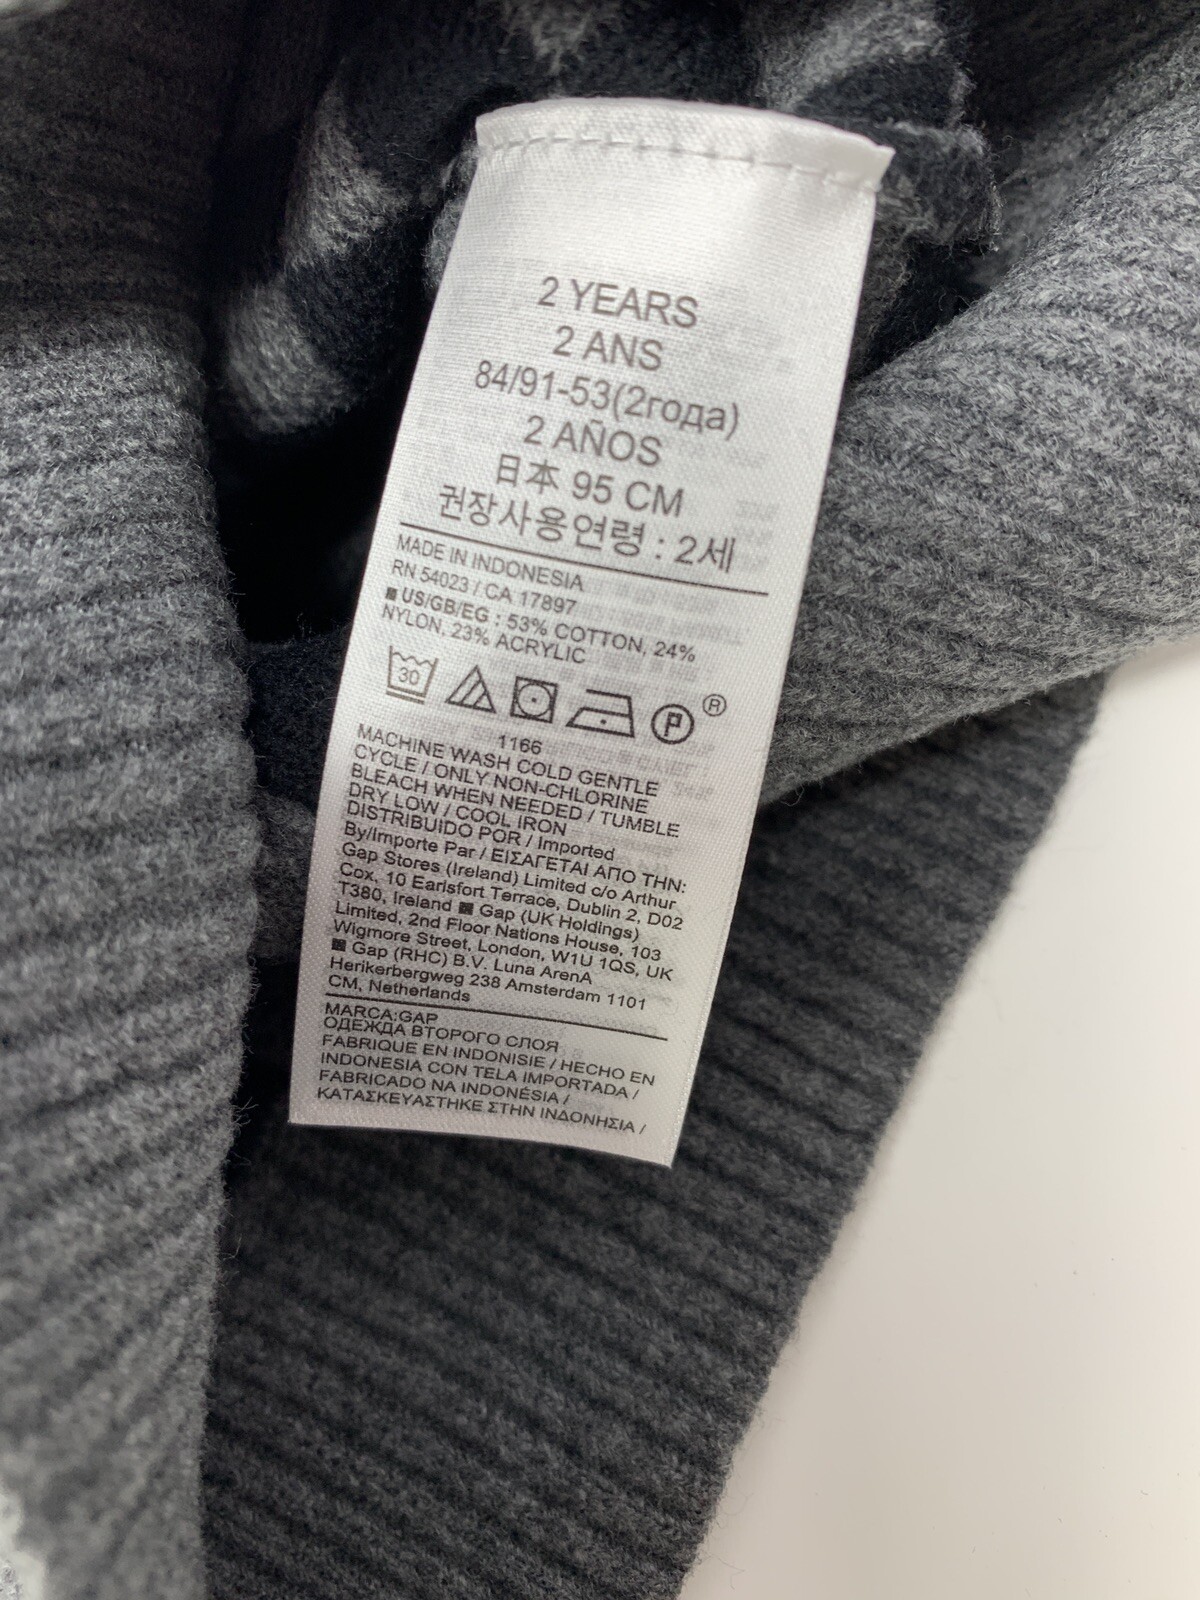 2 YEARS
2 ANS
84/91-53(2года)
2 AÑOS
日本 95 CM
권장사용연령 : 2세
MADE IN INDONESIA
RN 54023 / CA 17897
■ US/GB/EG : 53% COTTON, 24%
NYLON, 23% ACRYLIC
30
P
®
1166
MACHINE WASH COLD GENTLE
CYCLE / ONLY NON-CHLORINE
BLEACH WHEN NEEDED / TUMBLE
DRY LOW / COOL IRON
DISTRIBUIDO POR / Imported
By/Importe Par / ΕΙΣΑΓΕΤΑΙ ΑΠΟ ΤΗΝ:
Gap Stores (Ireland) Limited c/o Arthur
Cox, 10 Earlsfort Terrace, Dublin 2, D02
T380, Ireland ■ Gap (UK Holdings)
Limited, 2nd Floor Nations House, 103
Wigmore Street, London, W1U 1QS, UK
■ Gap (RHC) B.V. Luna ArenA
Herikerbergweg 238 Amsterdam 1101
CM, Netherlands
MARCA:GAP
ОДЕЖДА ВТОРОГО СЛОЯ
FABRIQUE EN INDONISIE / HECHO EN
INDONESIA CON TELA IMPORTADA /
FABRICADO NA INDONÉSIA /
ΚΑΤΑΣΚΕΥΑΣΤΗΚΕ ΣΤΗΝ ΙΝΔΟΝΗΣΙΑ /